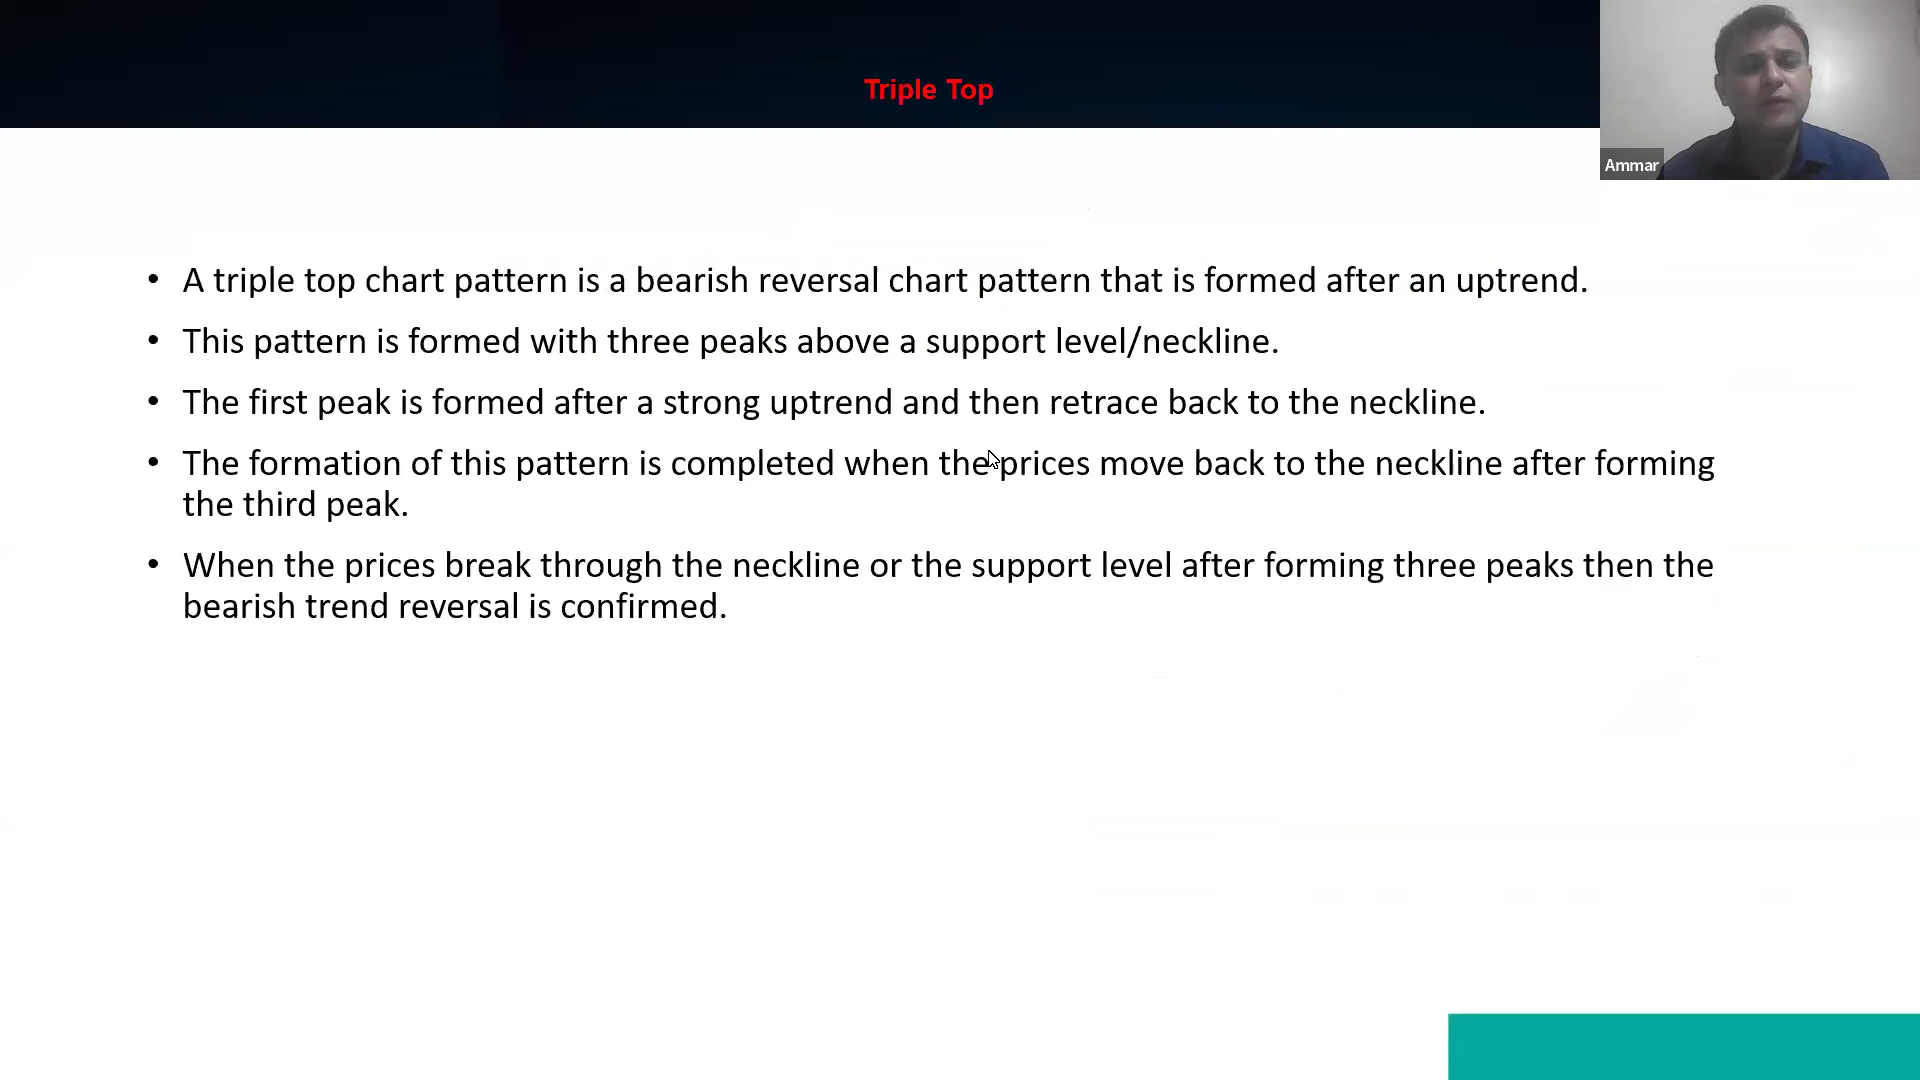 Triple Top
Ammar
• A triple top chart pattern is a bearish reversal chart pattern that is formed after an uptrend.
• This pattern is formed with three peaks above a support level/neckline.
• The first peak is formed after a strong uptrend and then retrace back to the neckline.
• The formation of this pattern is completed when the prices move back to the neckline after forming
the third peak.
• When the prices break through the neckline or the support level after forming three peaks then the
bearish trend reversal is confirmed.